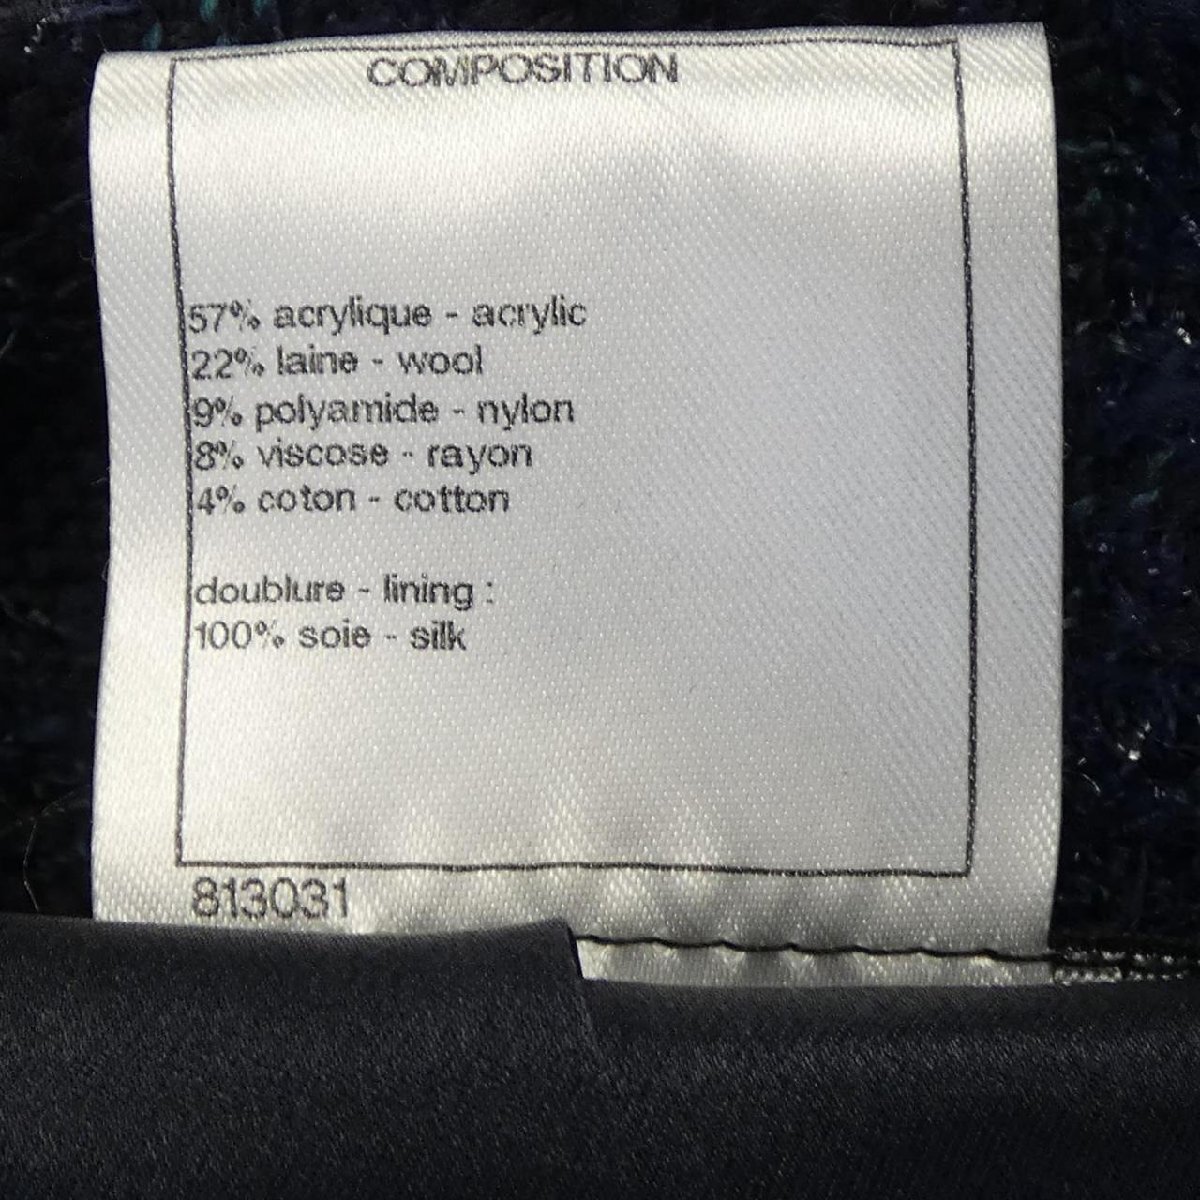 COMPOSITION
57% acrylique - acrylic
22% laine - wool
9% polyamide - nylon
8% viscose - rayon
4% coton - cotton
doublure - lining :
100% soie - silk
813031